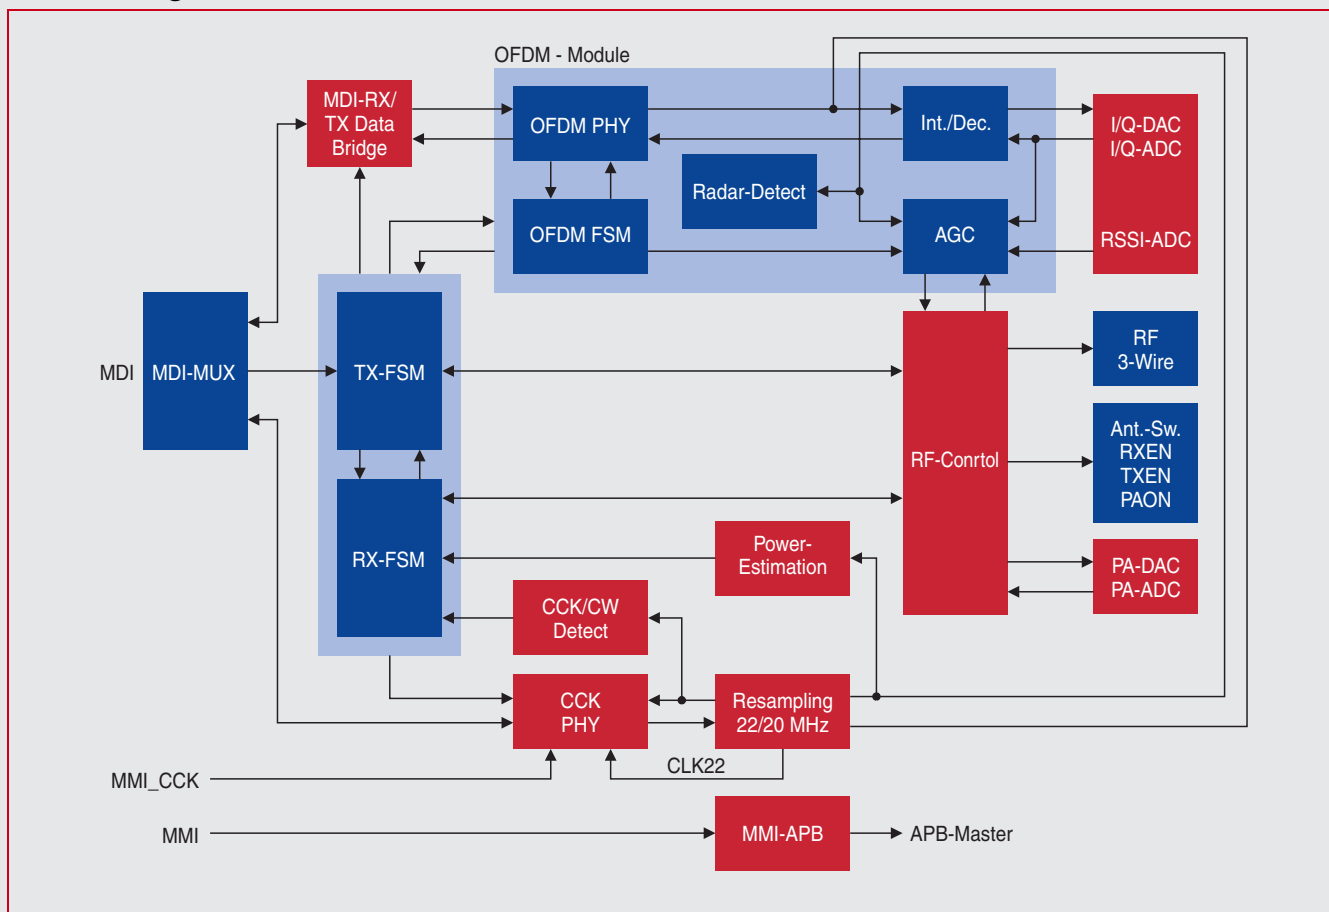 OFDM - Module
MDI-RX/
TX Data
Bridge
OFDM PHY
Int./Dec.
I/Q-DAC
I/Q-ADC
Radar-Detect
OFDM FSM
AGC
RSSI-ADC
MDI
MDI-MUX
TX-FSM
RF
3-Wire
RF-Conrtol
Ant.-Sw.
RXEN
TXEN
PAON
RX-FSM
Power-
Estimation
PA-DAC
PA-ADC
CCK/CW
Detect
CCK
PHY
Resampling
22/20 MHz
CLK22
MMI_CCK
MMI
MMI-APB
APB-Master